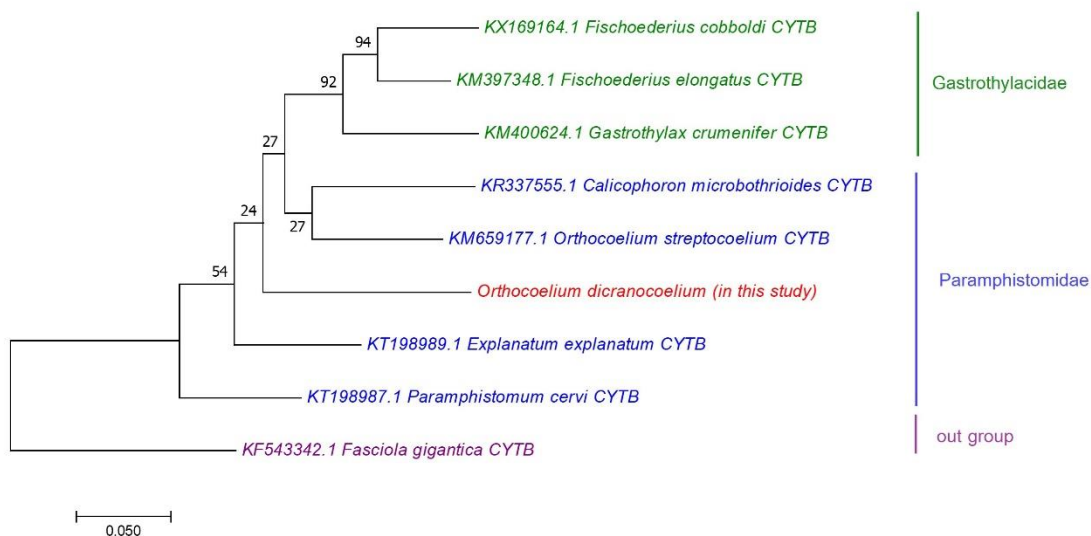 KX169164.1 Fischoederius cobboldi CYTB
94
KM397348.1 Fischoederius elongatus CYTB
92
Gastrothylacidae
KM400624.1 Gastrothylax crumenifer CYTB
27
KR337555.1 Calicophoron microbothrioides CYTB
24
27
KM659177.1 Orthocoelium streptocoelium CYTB
54
Paramphistomidae
Orthocoelium dicranocoelium (in this study)
KT198989.1 Explanatum explanatum CYTB
KT198987.1 Paramphistomum cervi CYTB
out group
KF543342.1 Fasciola gigantica CYTB
0.050